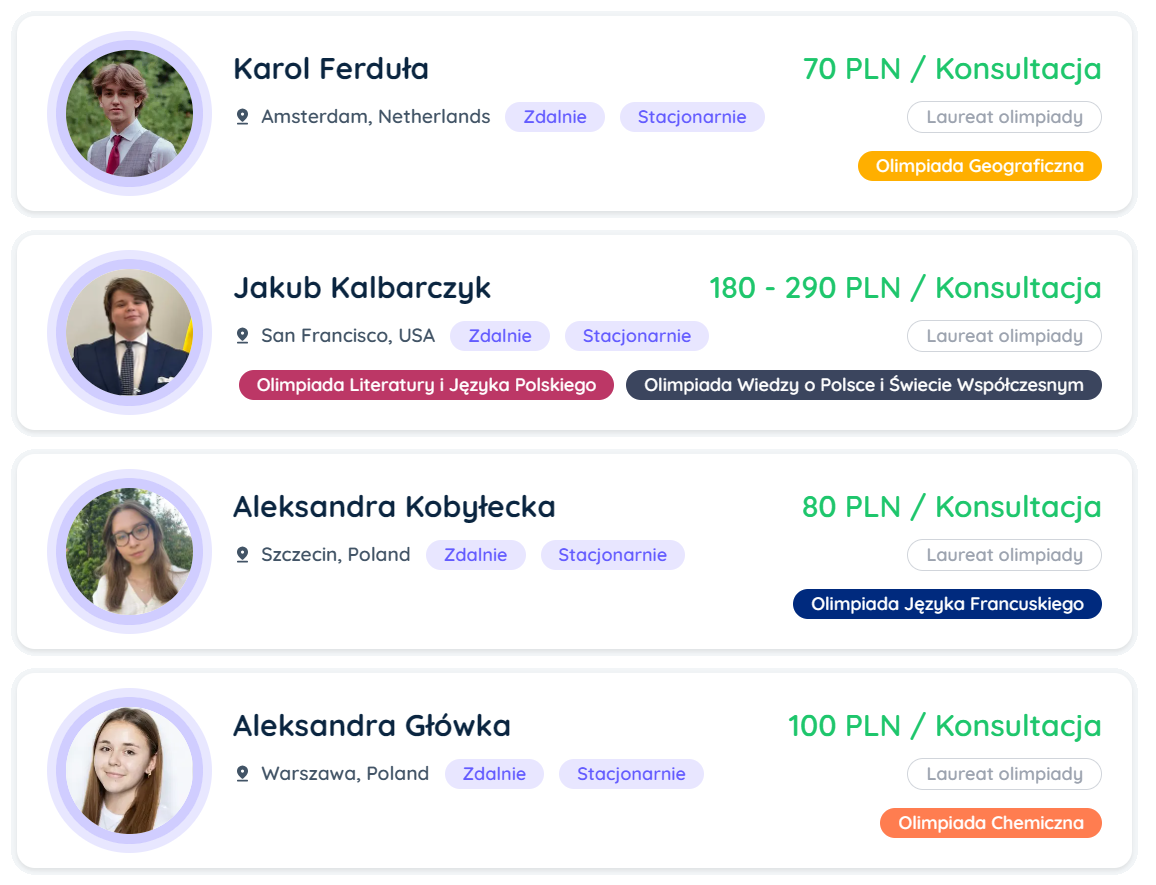 Karol Ferduła
70 PLN / Konsultacja
Amsterdam, Netherlands Zdalnie Stacjonarnie
Laureat olimpiady
Olimpiada Geograficzna
Jakub Kalbarczyk
180 - 290 PLN / Konsultacja
San Francisco, USA Zdalnie Stacjonarnie
Laureat olimpiady
Olimpiada Literatury i Języka Polskiego Olimpiada Wiedzy o Polsce i Świecie Współczesnym
Aleksandra Kobyłecka
80 PLN / Konsultacja
Szczecin, Poland Zdalnie Stacjonarnie
Laureat olimpiady
Olimpiada Języka Francuskiego
Aleksandra Główka
100 PLN / Konsultacja
Warszawa, Poland Zdalnie Stacjonarnie
Laureat olimpiady
Olimpiada Chemiczna